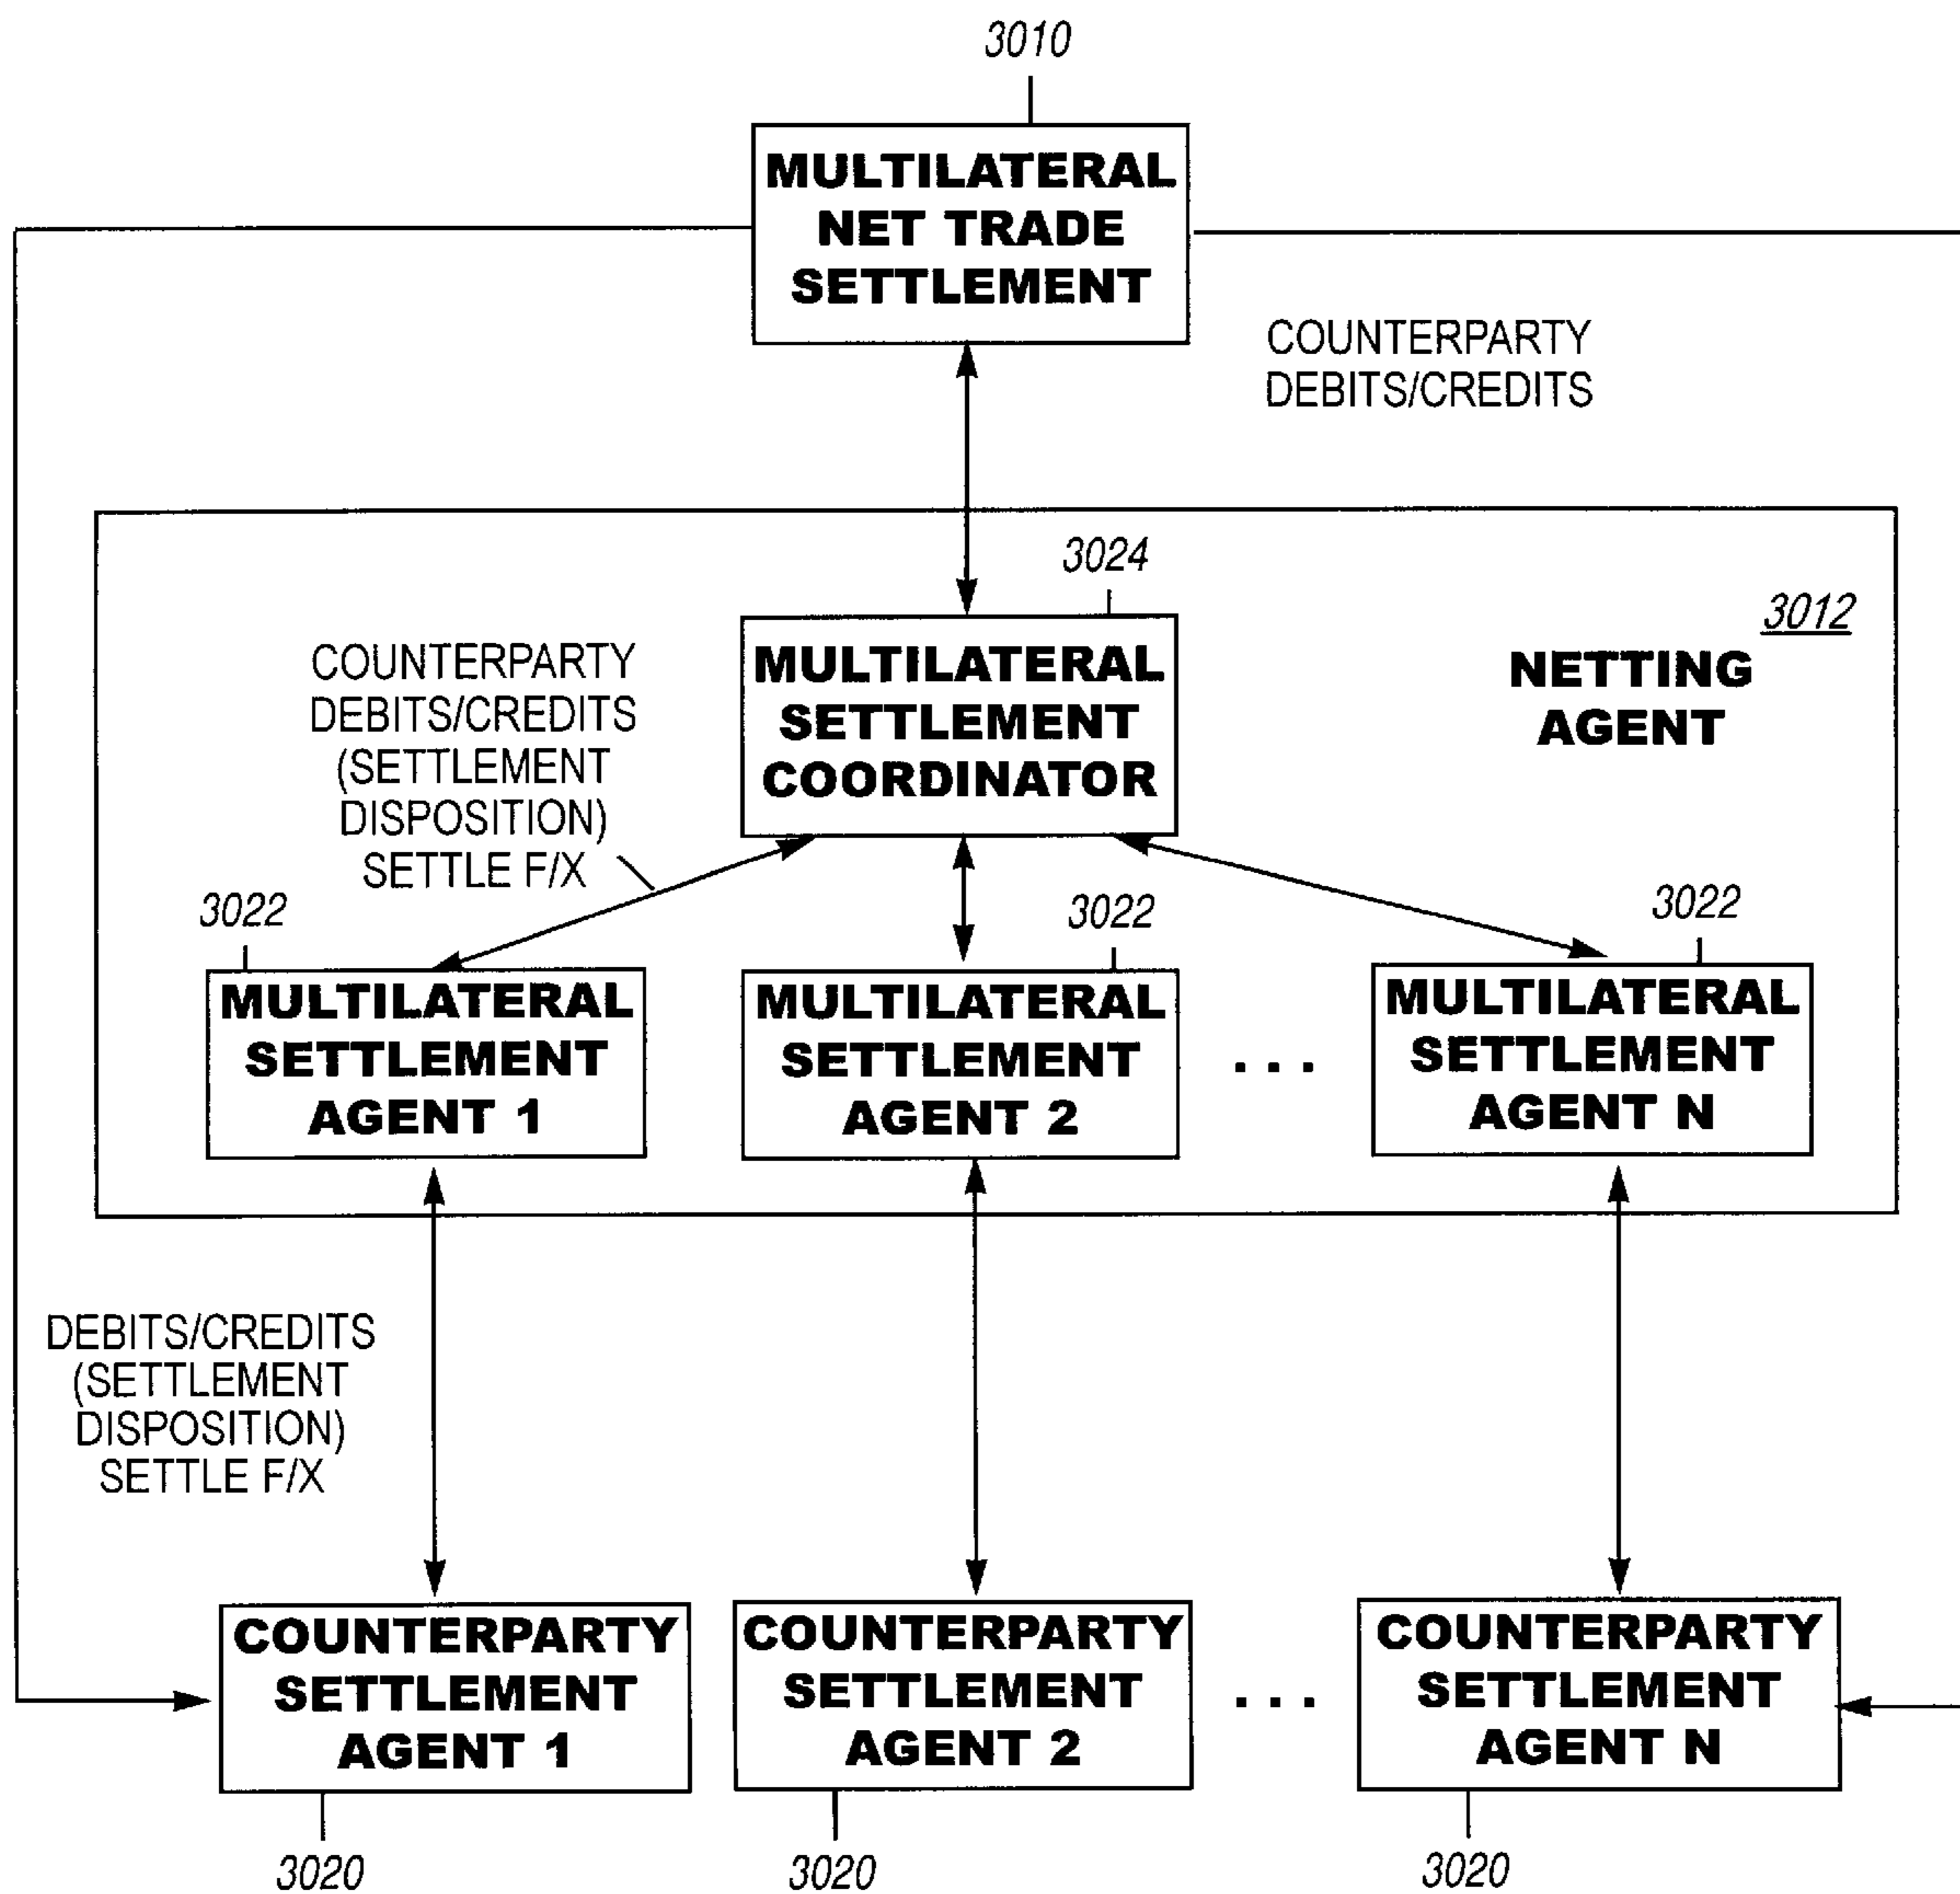 3010
MULTILATERAL
NET TRADE
SETTLEMENT
COUNTERPARTY
DEBITS/CREDITS
3024
3012
NETTING
AGENT
COUNTERPARTY
DEBITS/CREDITS
(SETTLEMENT
DISPOSITION)
SETTLE F/X
MULTILATERAL
SETTLEMENT
COORDINATOR
3022
3022
3022
MULTILATERAL
SETTLEMENT
AGENT 1
MULTILATERAL
SETTLEMENT
AGENT 2
. . .
MULTILATERAL
SETTLEMENT
AGENT N
DEBITS/CREDITS
(SETTLEMENT
DISPOSITION)
SETTLE F/X
COUNTERPARTY
SETTLEMENT
AGENT 1
COUNTERPARTY
SETTLEMENT
AGENT 2
. . .
COUNTERPARTY
SETTLEMENT
AGENT N
3020
3020
3020